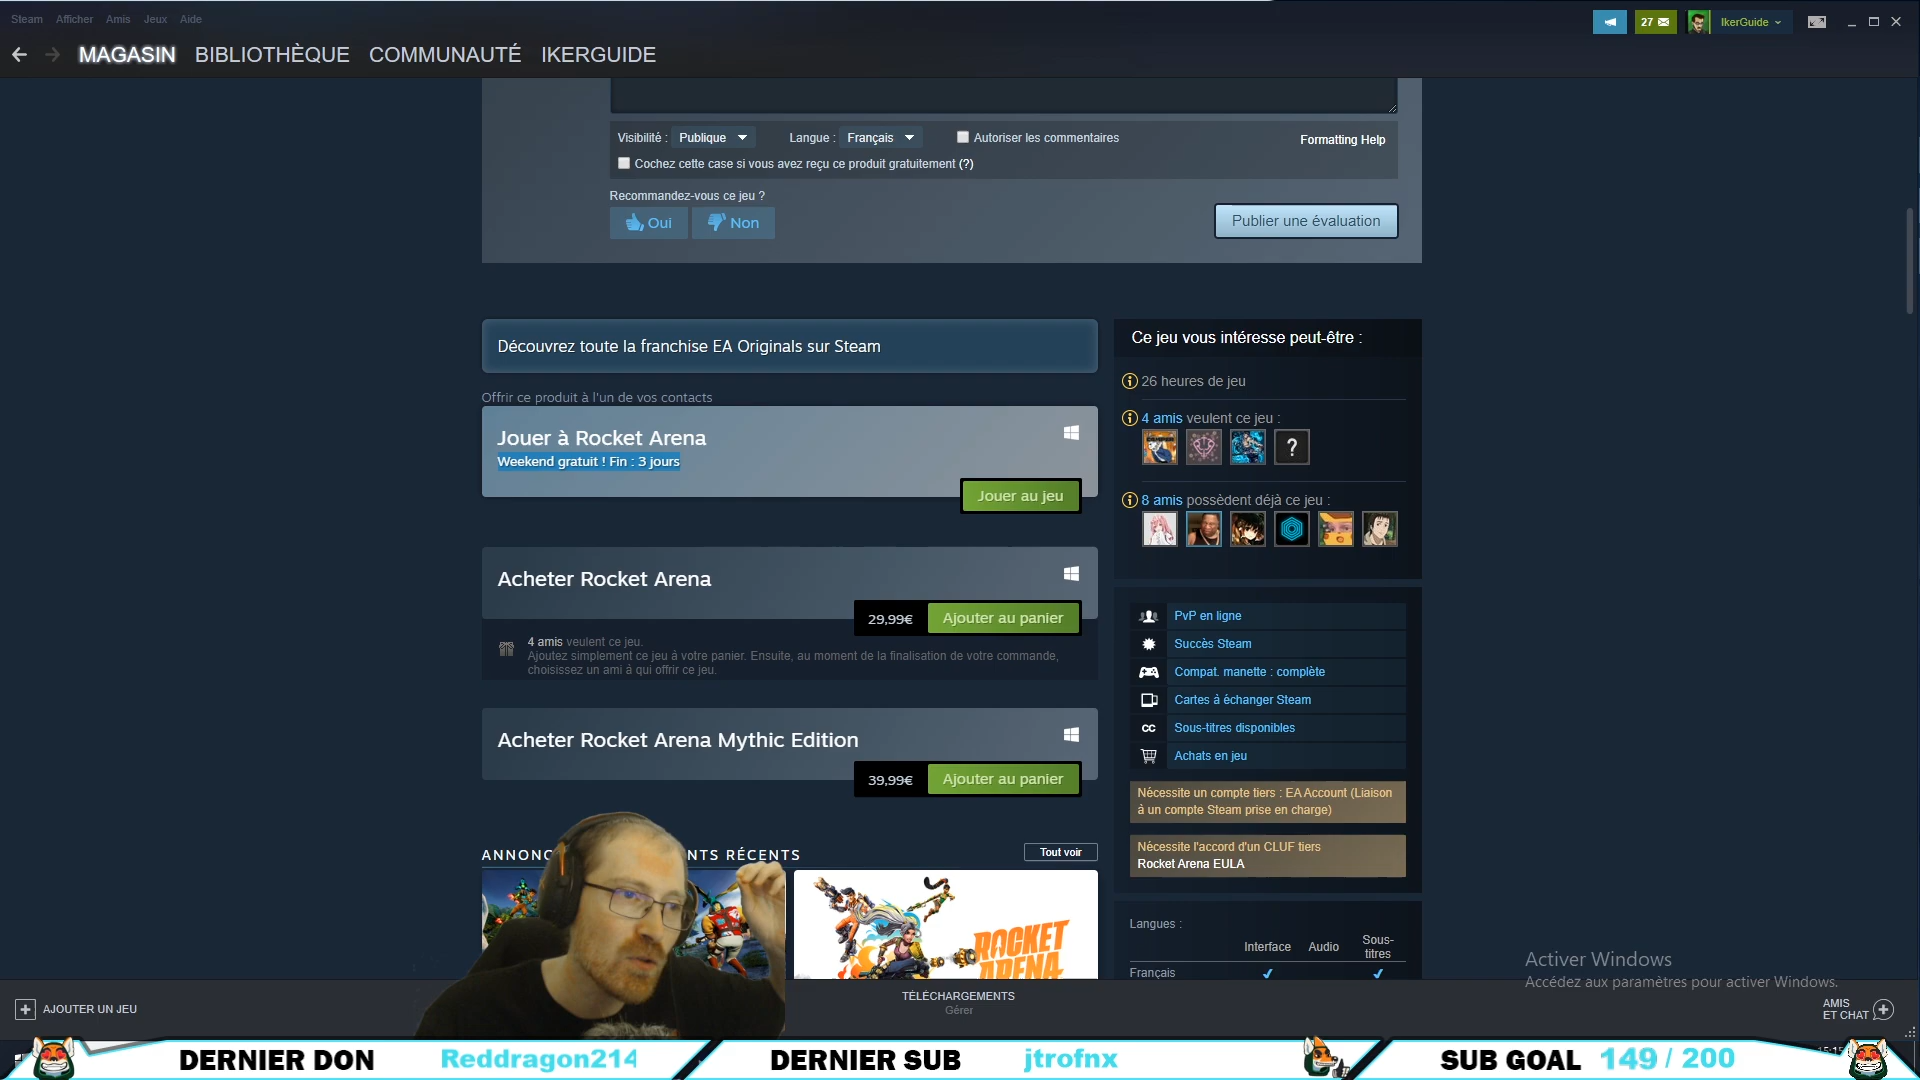 Steam Afficher Amis Jeux Aide
27
IkerGuide
MAGASIN BIBLIOTHÈQUE COMMUNAUTÉ IKERGUIDE
Visibilité : Publique Langue : Français Autoriser les commentaires Formatting Help
Cochez cette case si vous avez reçu ce produit gratuitement (?)
Recommandez-vous ce jeu ?
Oui Non Publier une évaluation
Découvrez toute la franchise EA Originals sur Steam
Offrir ce produit à l'un de vos contacts
Jouer à Rocket Arena
Weekend gratuit ! Fin : 3 jours
Jouer au jeu
Acheter Rocket Arena
29,99€ Ajouter au panier
4 amis veulent ce jeu.
Ajoutez simplement ce jeu à votre panier. Ensuite, au moment de la finalisation de votre commande,
choisissez un ami à qui offrir ce jeu.
Acheter Rocket Arena Mythic Edition
39,99€ Ajouter au panier
NTS RÉCENTS
Tout voir
ROCKET
ARENA
Ce jeu vous intéresse peut-être :
26 heures de jeu
4 amis veulent ce jeu :
?
8 amis possèdent déjà ce jeu :
PvP en ligne
Succès Steam
Compat. manette : complète
Cartes à échanger Steam
CC Sous-titres disponibles
Achats en jeu
Nécessite un compte tiers : EA Account (Liaison
à un compte Steam prise en charge)
Nécessite l'accord d'un CLUF tiers
Rocket Arena EULA
Langues :
Interface Audio Sous-
titres
Français
Activer Windows
Accédez aux paramètres pour activer Windows.
AJOUTER UN JEU
TÉLÉCHARGEMENTS
Gérer
AMIS
ET CHAT
DERNIER DON Reddragon214 DERNIER SUB jtrofnx SUB GOAL 149 / 200